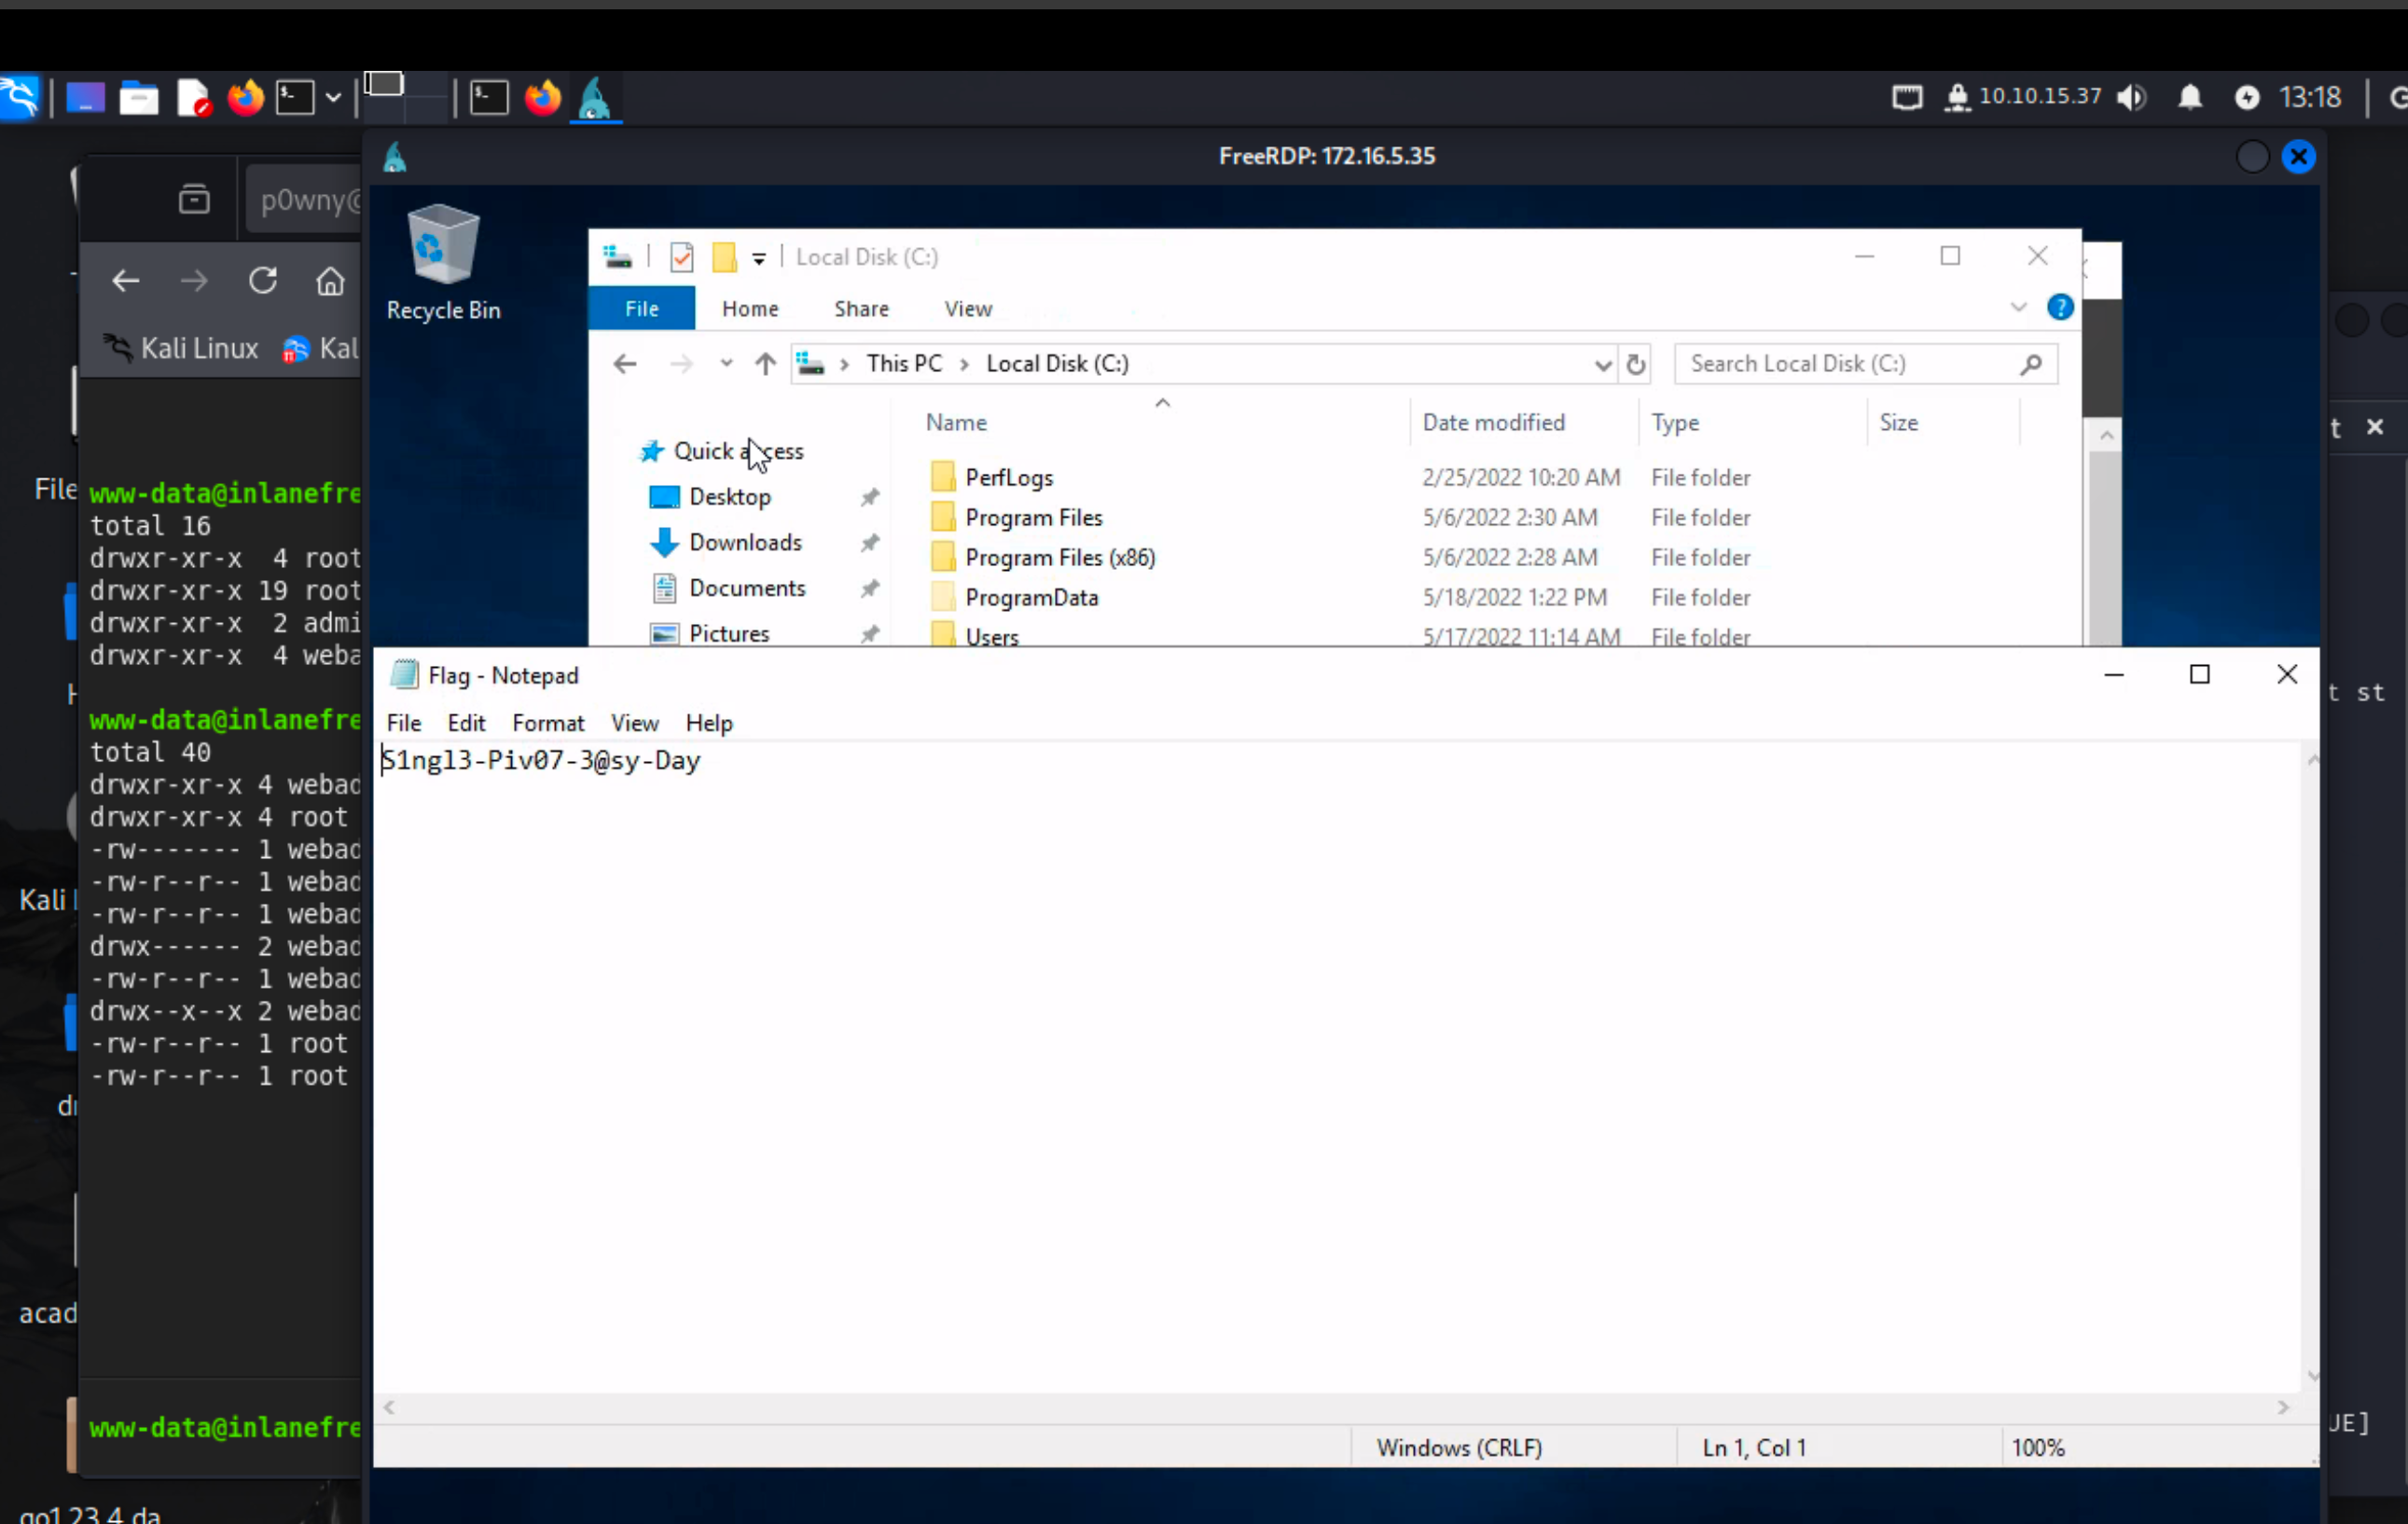 10.10.15.37
13:18
FreeRDP: 172.16.5.35
p0wny@
Recycle Bin
Local Disk (C:)
File Home Share View
This PC > Local Disk (C:)
Search Local Disk (C:)
Kali Linux
Name Date modified Type Size
Quick access
Desktop
Downloads
Documents
Pictures
PerfLogs 2/25/2022 10:20 AM File folder
Program Files 5/6/2022 2:30 AM File folder
Program Files (x86) 5/6/2022 2:28 AM File folder
ProgramData 5/18/2022 1:22 PM File folder
Users 5/17/2022 11:14 AM File folder
File
www-data@inlanefre
total 16
drwxr-xr-x 4 root
drwxr-xr-x 19 root
drwxr-xr-x 2 admi
drwxr-xr-x 4 weba
www-data@inlanefre
total 40
drwxr-xr-x 4 webad
drwxr-xr-x 4 root
-rw------- 1 webad
-rw-r--r-- 1 webad
-rw-r--r-- 1 webad
drwx------ 2 webad
-rw-r--r-- 1 webad
drwx--x--x 2 webad
-rw-r--r-- 1 root
-rw-r--r-- 1 root
www-data@inlanefre
Kali
acad
Flag - Notepad
File Edit Format View Help
S1ngl3-Piv07-3@sy-Day
Windows (CRLF) Ln 1, Col 1 100%
t st
UE]